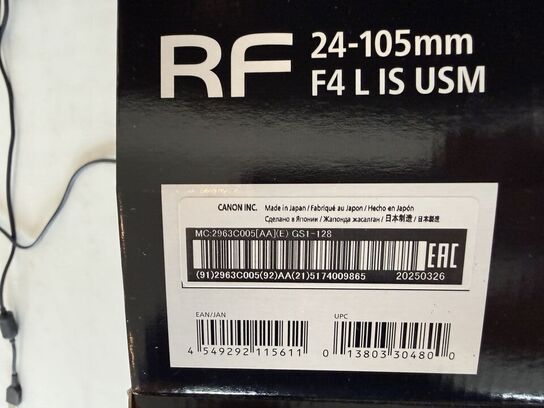 RF 24-105mm
F4 L IS USM
CANON INC. Made in Japan / Fabriqué au Japon / Hecho en Japón
Сделано в Японии / Жапонда жасалған / 日本制造 / 日本製造
MC:2963C005[AA](E) GS1-128
EAC
(91)2963C005(92)AA(21)5174009865 20250326
EAN/JAN UPC
4 549292 115611 0 13803 30480 0